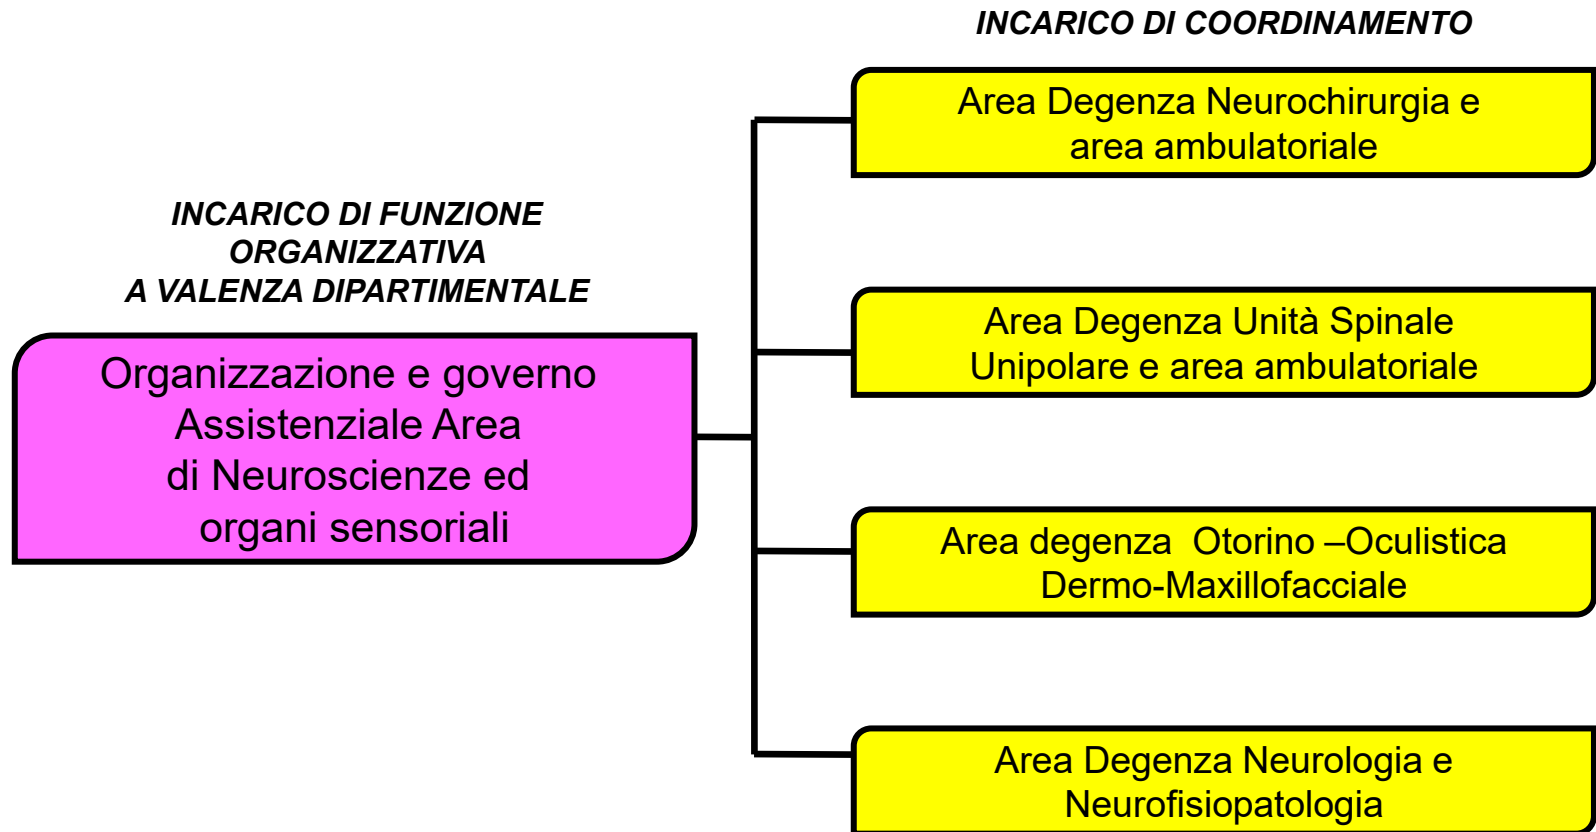 INCARICO DI COORDINAMENTO
Area Degenza Neurochirurgia e
area ambulatoriale
INCARICO DI FUNZIONE
ORGANIZZATIVA
A VALENZA DIPARTIMENTALE
Organizzazione e governo
Assistenziale Area
di Neuroscienze ed
organi sensoriali
Area Degenza Unità Spinale
Unipolare e area ambulatoriale
Area degenza  Otorino –Oculistica
Dermo-Maxillofacciale
Area Degenza Neurologia e
Neurofisiopatologia